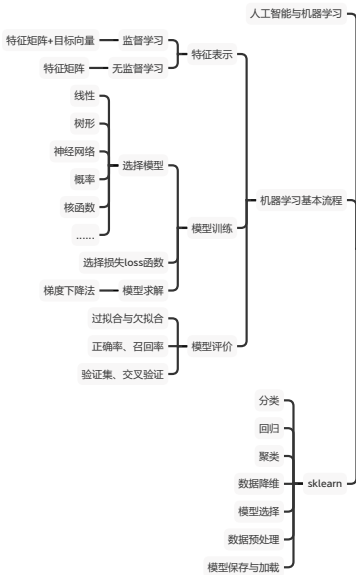 人工智能与机器学习
特征矩阵+目标向量
监督学习
特征矩阵
无监督学习
特征表示
线性
树形
神经网络
概率
核函数
......
选择模型
选择损失loss函数
梯度下降法
模型求解
模型训练
机器学习基本流程
过拟合与欠拟合
正确率、召回率
验证集、交叉验证
模型评价
分类
回归
聚类
数据降维
模型选择
数据预处理
模型保存与加载
sklearn